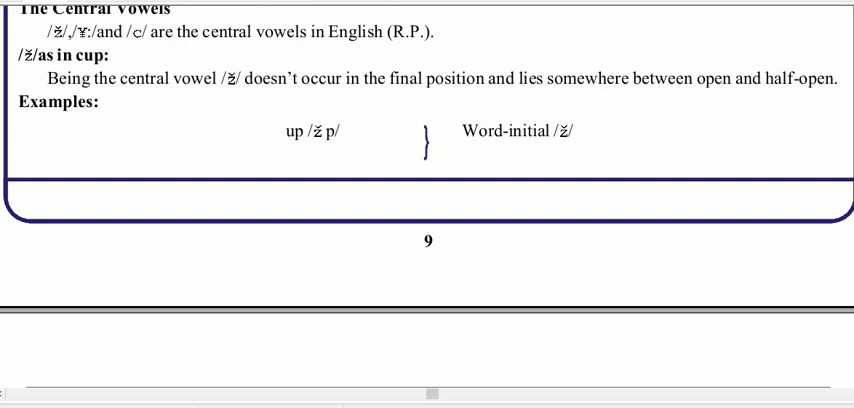 The Central Vowels
/ž/,/ɤ:/and /c/ are the central vowels in English (R.P.).
/ž/as in cup:
Being the central vowel /ž/ doesn't occur in the final position and lies somewhere between open and half-open.
Examples:
up /ž p/ } Word-initial /ž/
9